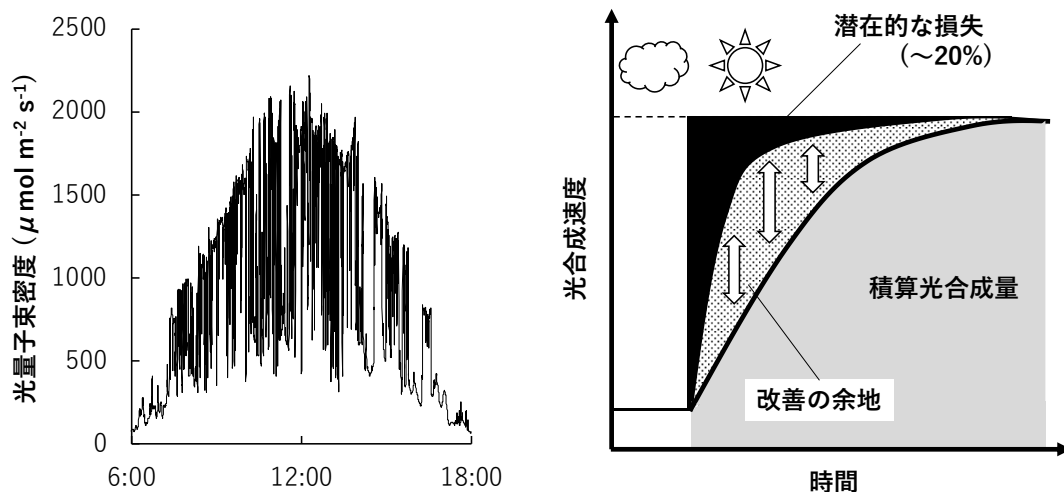 光量子束密度 (μmol m⁻² s⁻¹)
2500
2000
1500
1000
500
0
6:00
12:00
18:00
潜在的な損失
(～20%)
光合成速度
積算光合成量
改善の余地
時間